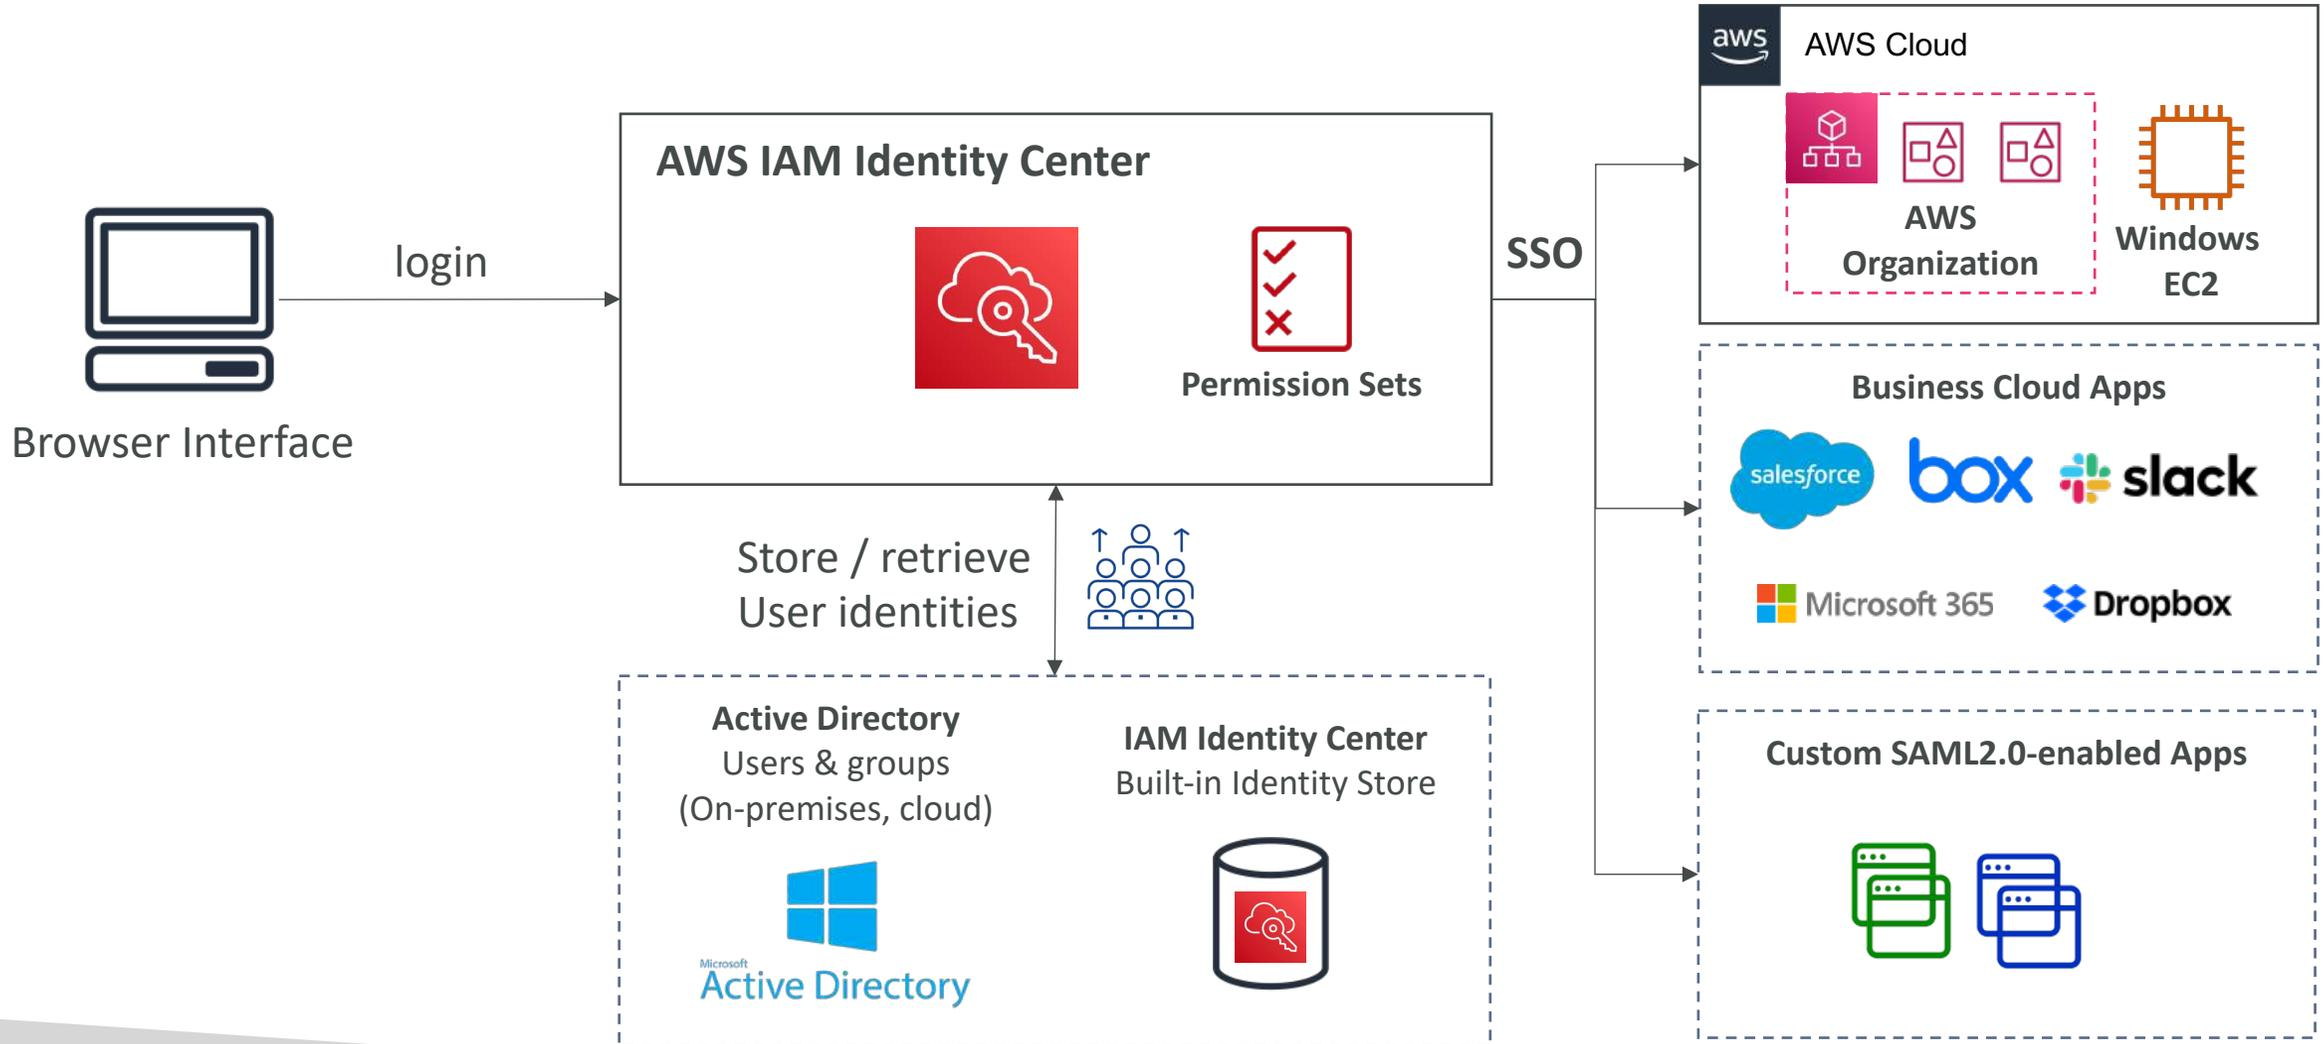 Browser Interface
login
AWS IAM Identity Center
Permission Sets
SSO
Store / retrieve
User identities
Active Directory
Users & groups
(On-premises, cloud)
Microsoft
Active Directory
IAM Identity Center
Built-in Identity Store
aws
AWS Cloud
AWS
Organization
Windows
EC2
Business Cloud Apps
salesforce
box
slack
Microsoft 365
Dropbox
Custom SAML2.0-enabled Apps